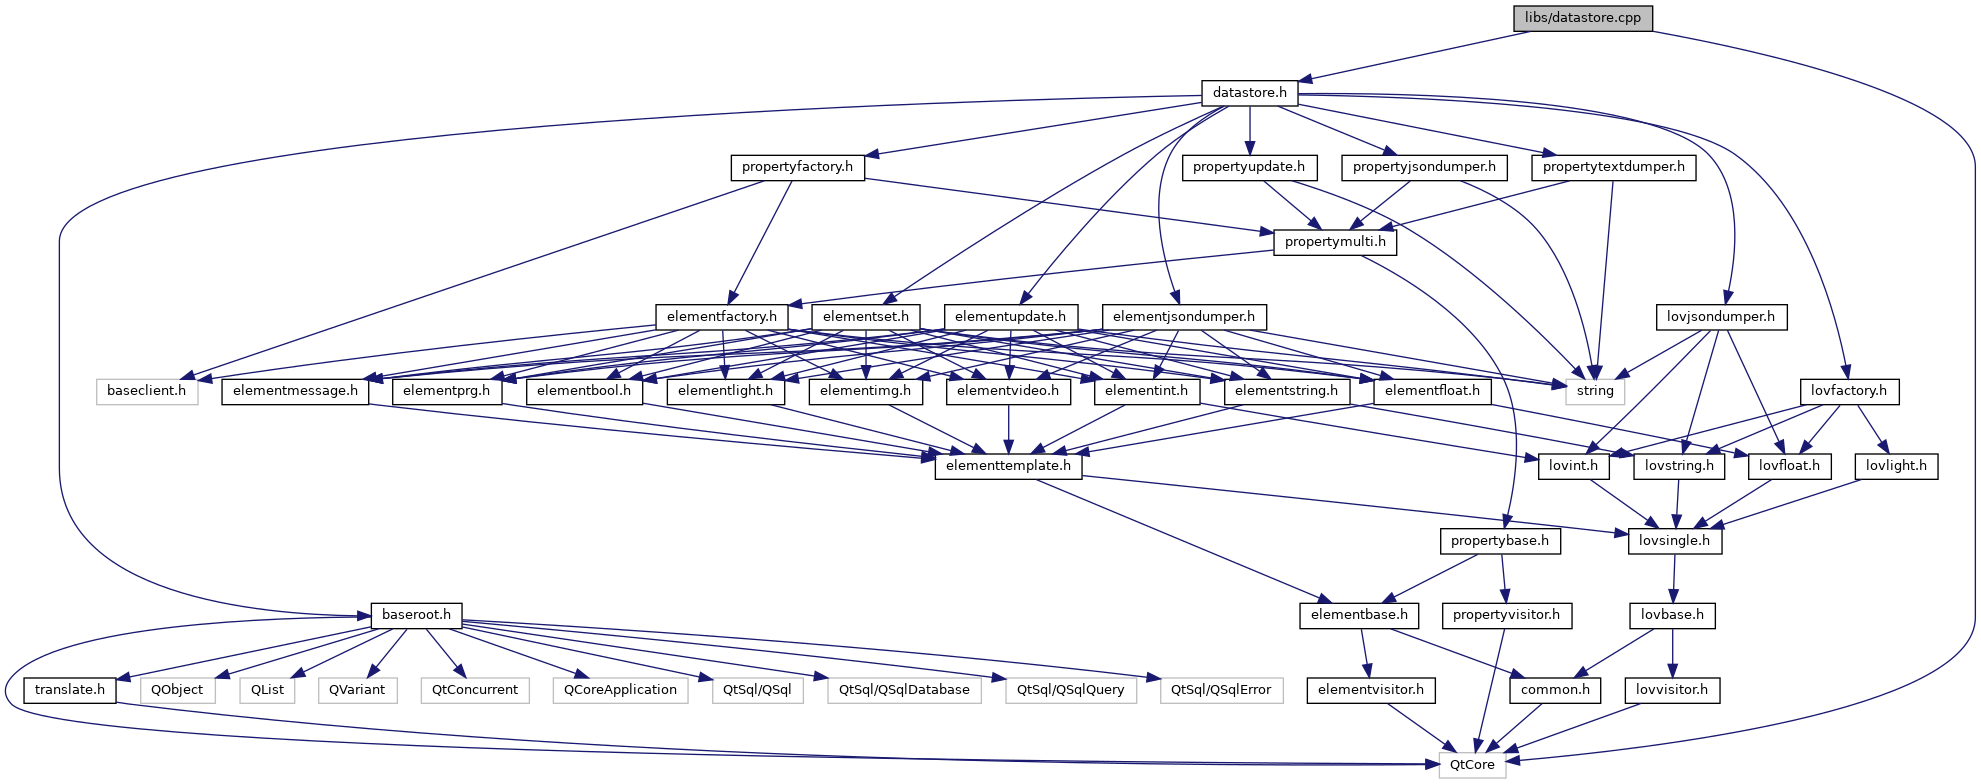 libs/datastore.cpp
datastore.h
propertyfactory.h
propertyupdate.h
propertyjsondumper.h
propertytextdumper.h
propertymulti.h
elementfactory.h
elementset.h
elementupdate.h
elementjsondumper.h
lovjsondumper.h
baseclient.h
elementmessage.h
elementprg.h
elementbool.h
elementlight.h
elementimg.h
elementvideo.h
elementint.h
elementstring.h
elementfloat.h
string
lovfactory.h
elementtemplate.h
lovint.h
lovstring.h
lovfloat.h
lovlight.h
propertybase.h
lovsingle.h
baseroot.h
elementbase.h
propertyvisitor.h
lovbase.h
translate.h
QObject
QList
QVariant
QtConcurrent
QCoreApplication
QtSql/QSql
QtSql/QSqlDatabase
QtSql/QSqlQuery
QtSql/QSqlError
elementvisitor.h
common.h
lovvisitor.h
QtCore